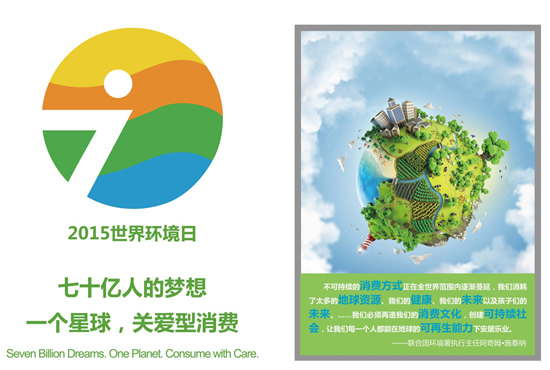 2015世界环境日
七十亿人的梦想
一个星球，关爱型消费
Seven Billion Dreams. One Planet. Consume with Care.
不可持续的消费方式正在全世界范围内逐渐蔓延，我们消耗
了太多的地球资源、我们的健康、我们的未来以及孩子们的
未来。……我们必须再造我们的消费文化，创建可持续社
会，让我们每一个人都能在地球的可再生能力下安居乐业。
——联合国环境署执行主任阿奇姆·施泰纳